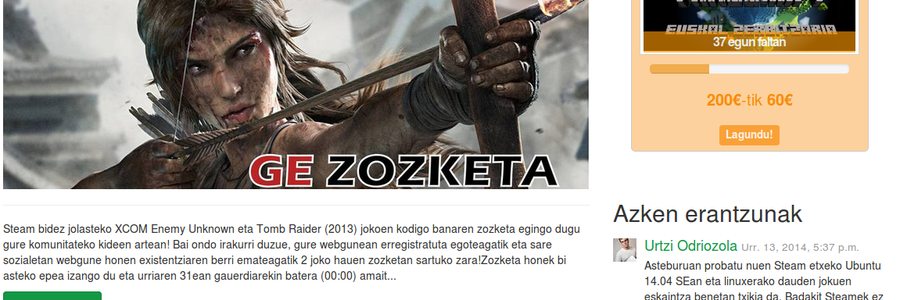 GE ZOZKETA
Steam bidez jolasteko XCOM Enemy Unknown eta Tomb Raider (2013) jokoen kodigo banaren zozketa egingo dugu
gure komunitateko kideen artean! Bai ondo irakurri duzue, gure webgunean erregistratuta egoteagatik eta sare
sozialetan webgune honen existentziaren berri emateagatik 2 joko hauen zozketan sartuko zara!Zozketa honek bi
asteko epea izango du eta urriaren 31ean gauerdiarekin batera (00:00) amait...
EUSKAL ZERBITZARIA
37 egun faltan
200€-tik 60€
Lagundu!
Azken erantzunak
Urtzi Odriozola Urr. 13, 2014, 5:37 p.m.
Asteburuan probatu nuen Steam etxeko Ubuntu
14.04 SEan eta linuxerako dauden jokuen
eskaintza benetan txikia da. Badakit Steamek ez